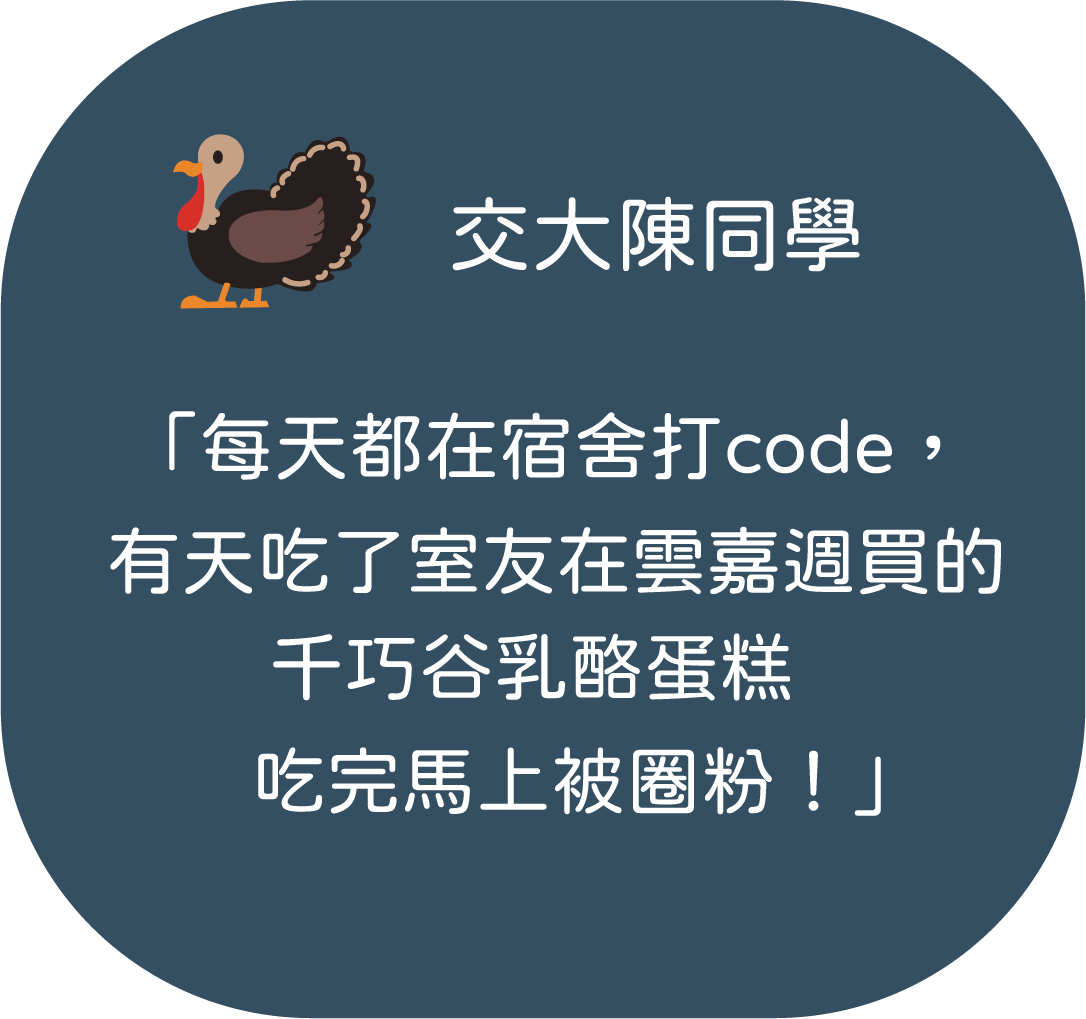 交大陳同學
「每天都在宿舍打code，
有天吃了室友在雲嘉週買的
千巧谷乳酪蛋糕
吃完馬上被圈粉！」